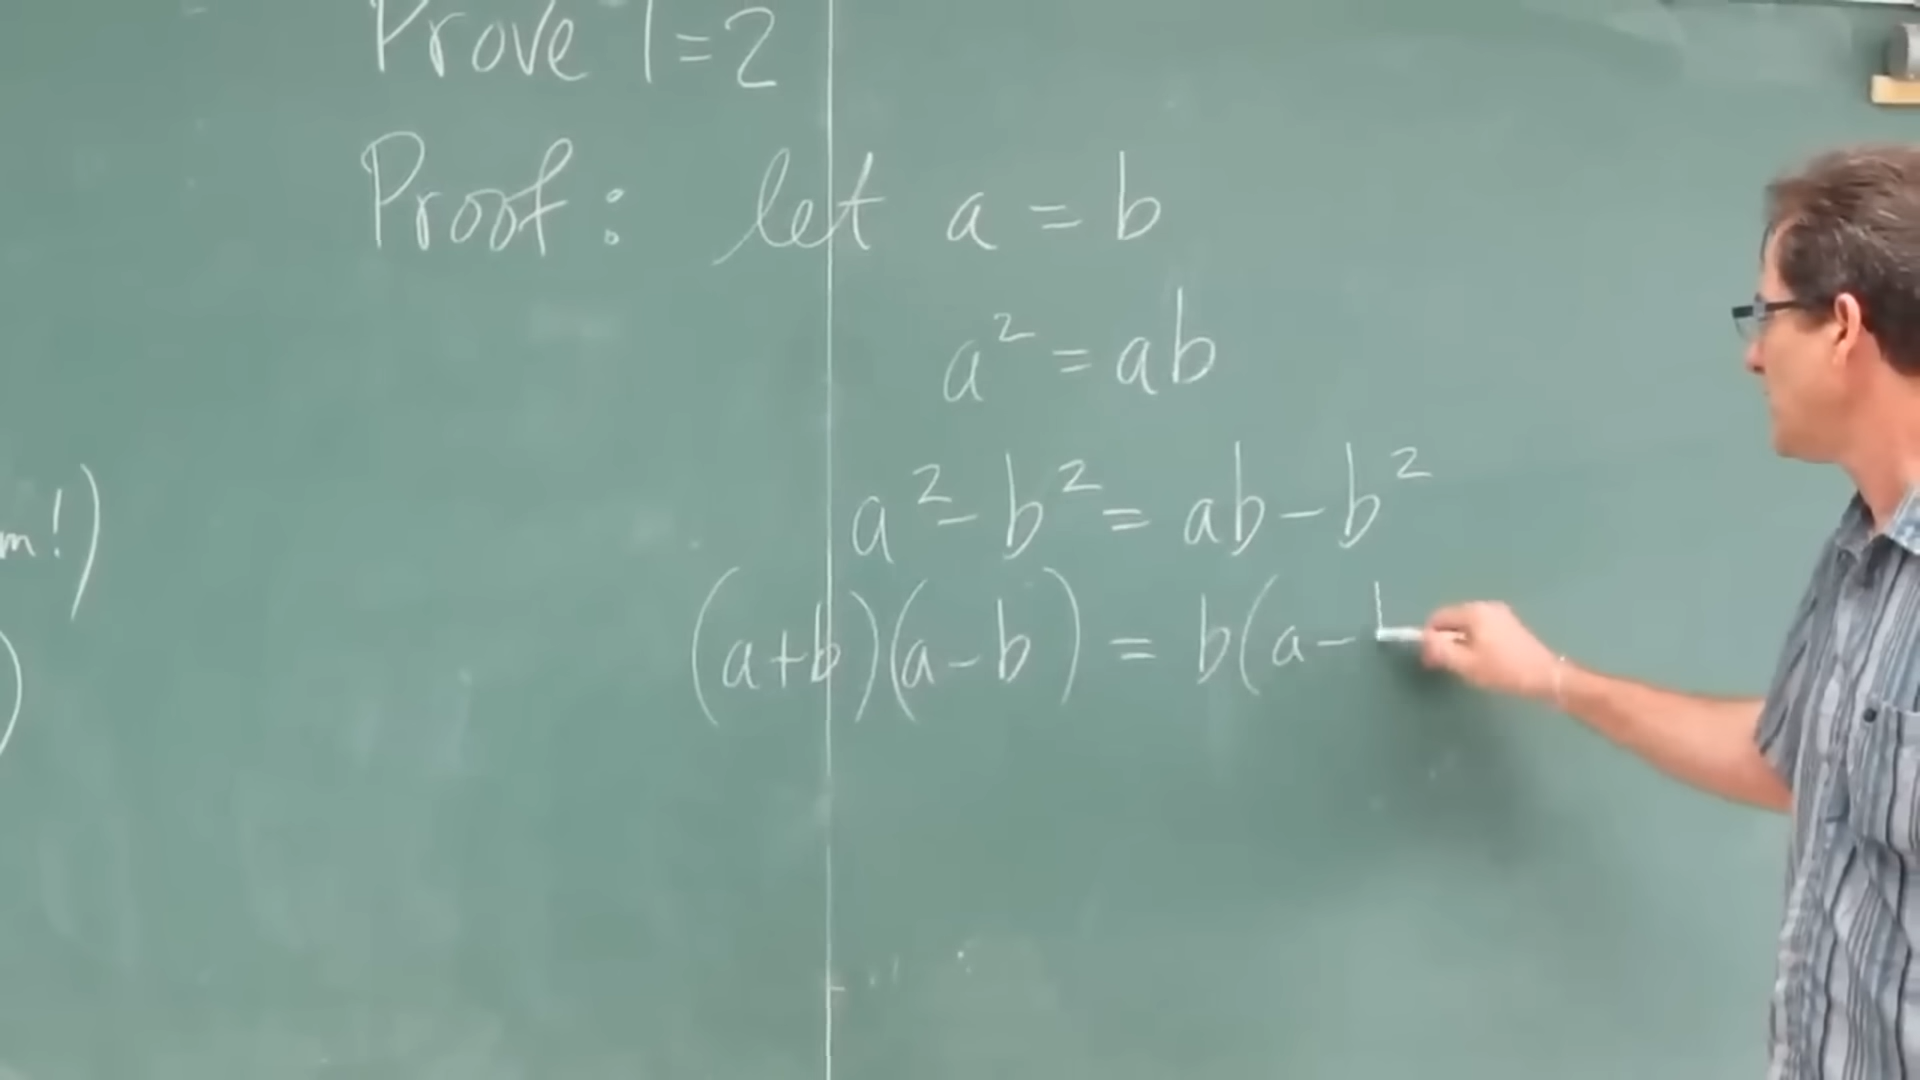 Prove 1=2
Proof: let a = b
a² = ab
a² - b² = ab - b²
m!)
(a+b)(a-b) = b(a-
)